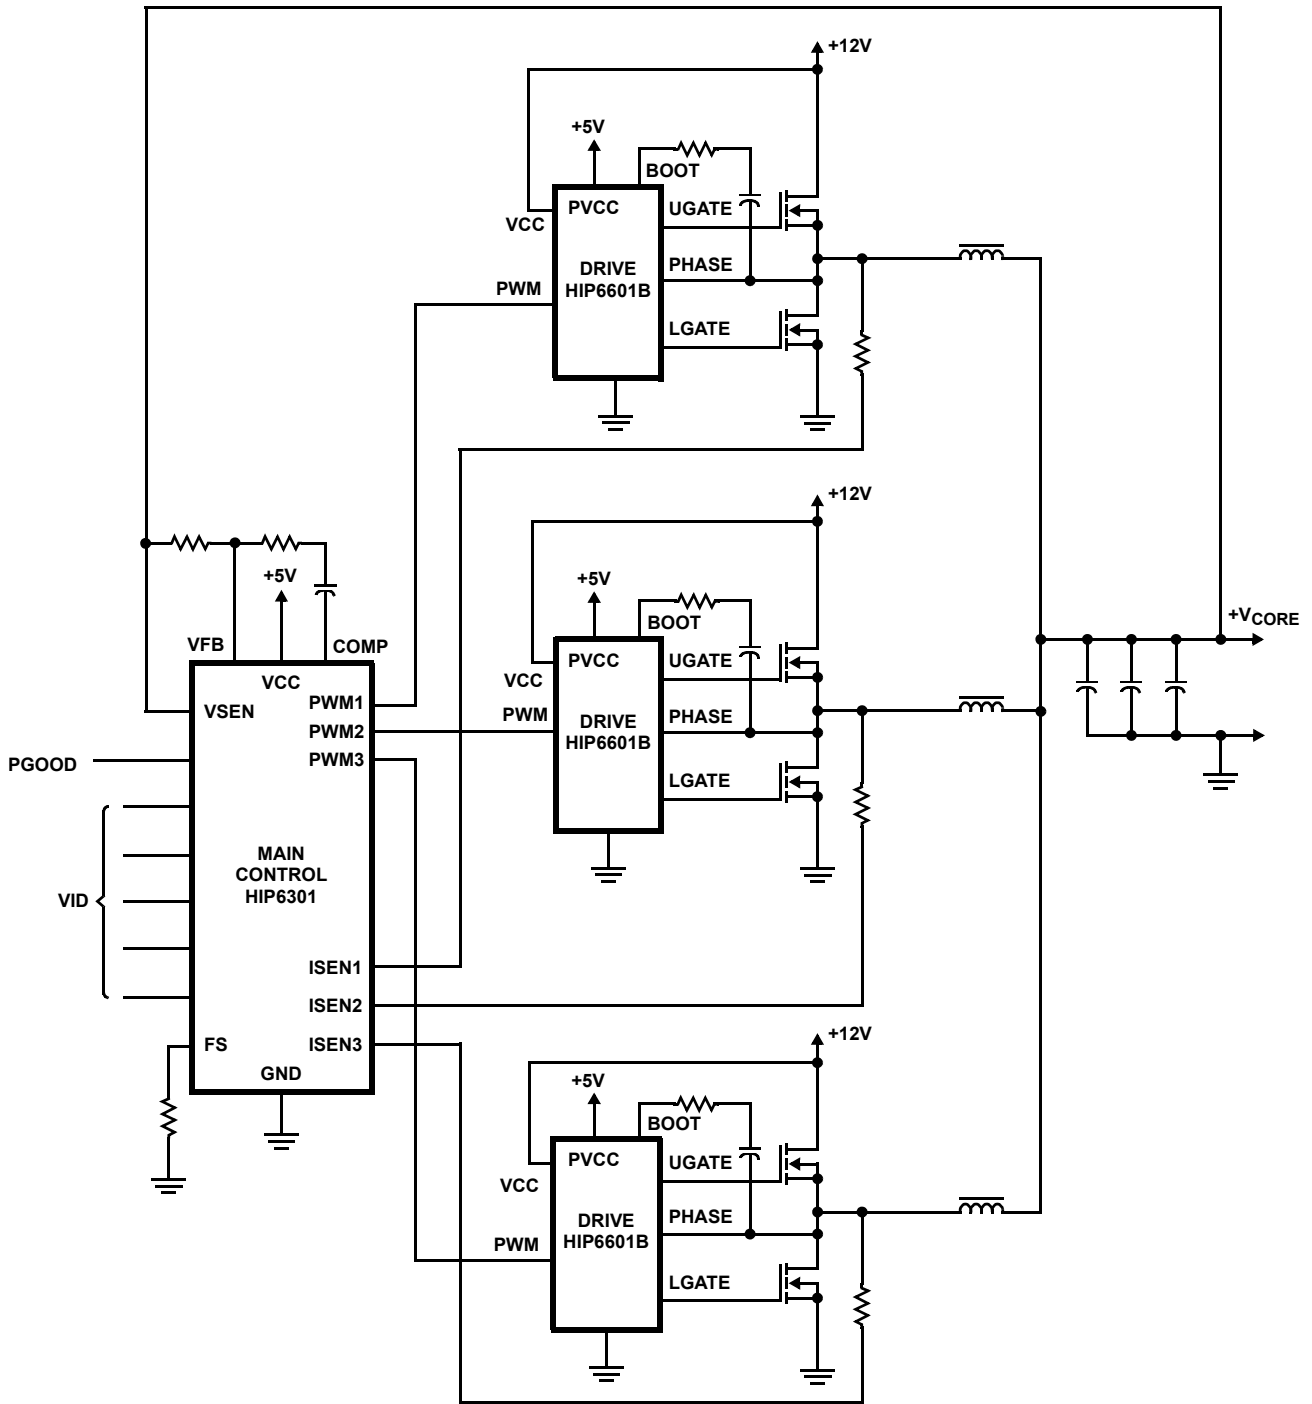 +12V
+5V
BOOT
UGATE
PVCC
VCC
DRIVE
HIP6601B
PHASE
PWM
LGATE
+12V
+5V
+5V
BOOT
+VCORE
VFB
COMP
UGATE
PVCC
VCC
VCC
PWM1
VSEN
PWM
PHASE
DRIVE
HIP6601B
PWM2
PWM3
PGOOD
LGATE
MAIN
CONTROL
HIP6301
VID
ISEN1
ISEN2
+12V
FS
ISEN3
GND
+5V
BOOT
PVCC
UGATE
VCC
PHASE
DRIVE
HIP6601B
PWM
LGATE